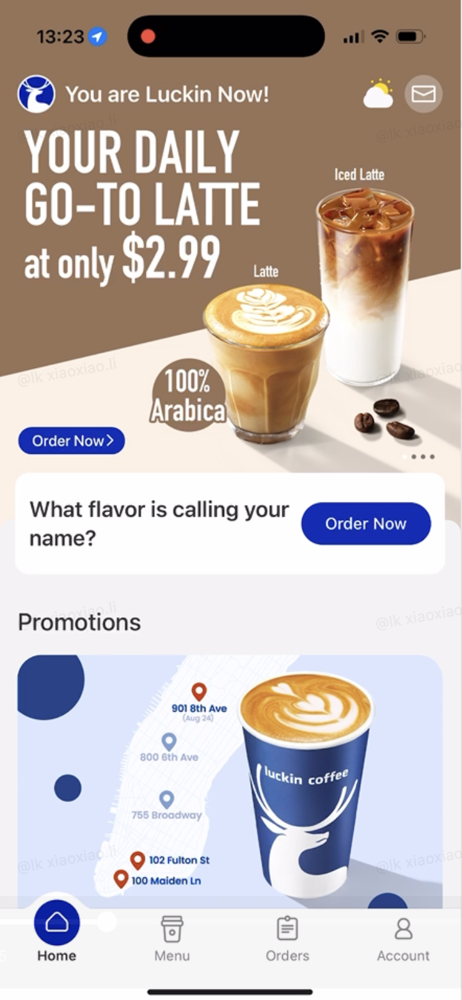 13:23
You are Luckin Now!
@lk xiaoxiao.li
@lk xiaoxiao
YOUR DAILY
GO-TO LATTE
at only $2.99
Iced Latte
Latte
@lk xiaoxiao.li
@lk xiaoxiao
100%
Arabica
Order Now>
What flavor is calling your
name?
Order Now
@lk xiaoxiao
Promotions
901 8th Ave
(Aug 24)
800 6th Ave
755 Broadway
102 Fulton St
100 Maiden Ln
luckin coffee
@lk xiaoxiao.li
@lk xiaoxiao
Home
Menu
Orders
Account